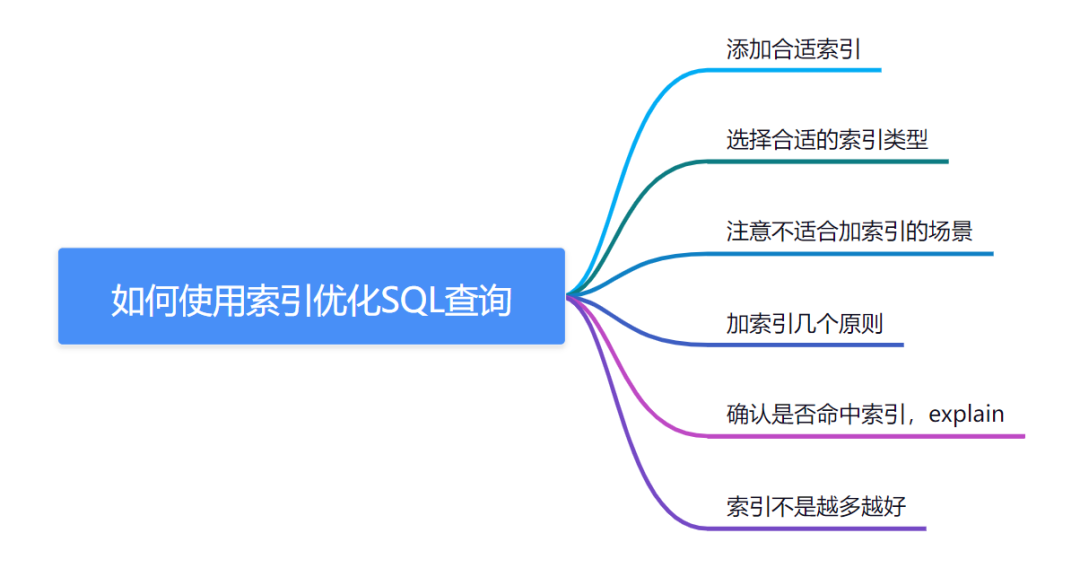 添加合适索引
选择合适的索引类型
注意不适合加索引的场景
如何使用索引优化SQL查询
加索引几个原则
确认是否命中索引，explain
索引不是越多越好